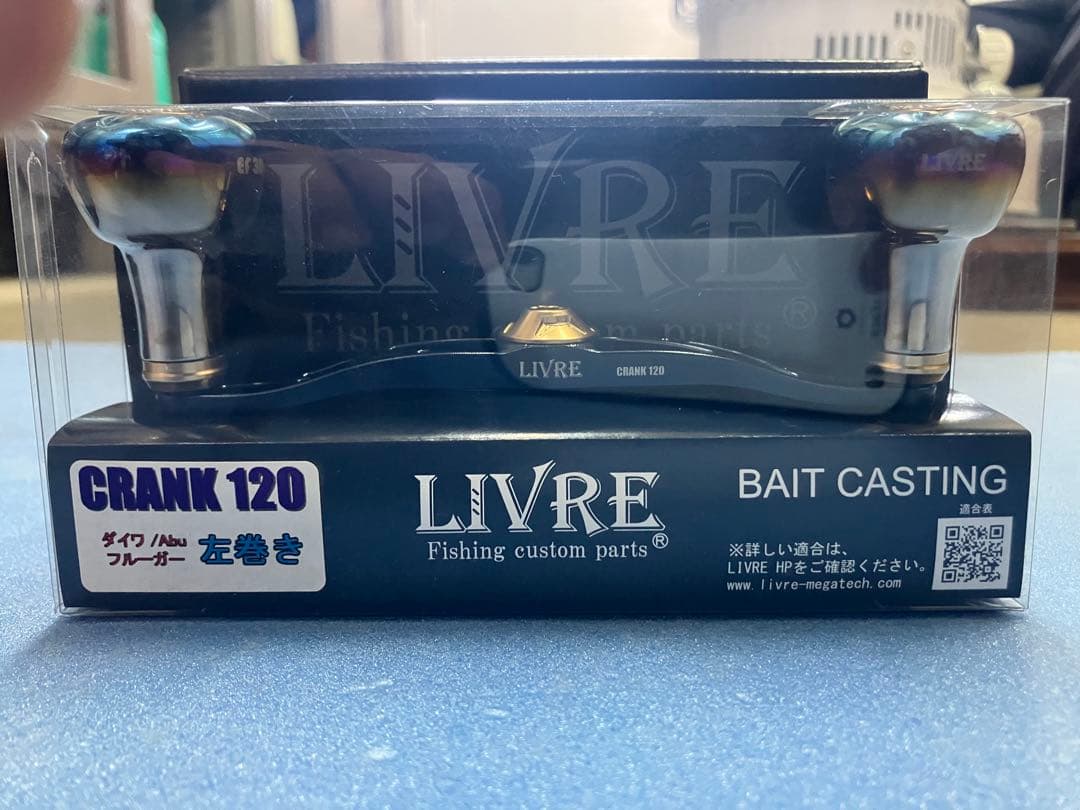 LIVRE
Fishing custom parts®
LIVRE
LIVRE
CRANK 120
CRANK 120
ダイワ/Abu
フルーガー
左巻き
LIVRE
Fishing custom parts®
BAIT CASTING
適合表
※詳しい適合は、
LIVRE HPをご確認ください。
www.livre-megatech.com